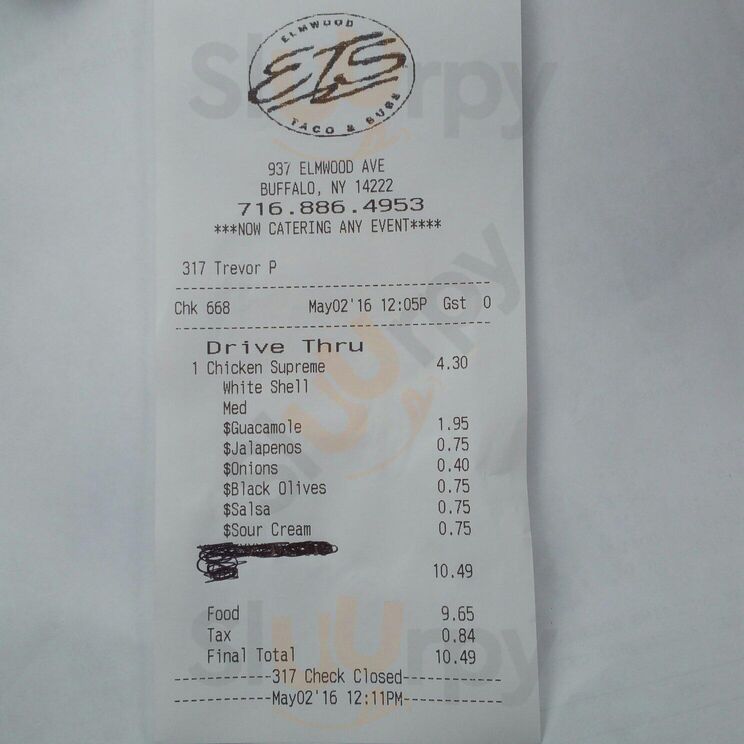 ELMWOOD
ETS
TACO & SUBS
937 ELMWOOD AVE
BUFFALO, NY 14222
716.886.4953
***NOW CATERING ANY EVENT****
317 Trevor P
Chk 668 May02'16 12:05P Gst 0
Drive Thru
1 Chicken Supreme 4.30
White Shell
Med
$Guacamole 1.95
$Jalapenos 0.75
$Onions 0.40
$Black Olives 0.75
$Salsa 0.75
$Sour Cream 0.75
10.49
Food 9.65
Tax 0.84
Final Total 10.49
--------317 Check Closed--------
--------May02'16 12:11PM--------
Sluurpy
Sluurpy
Sluurpy